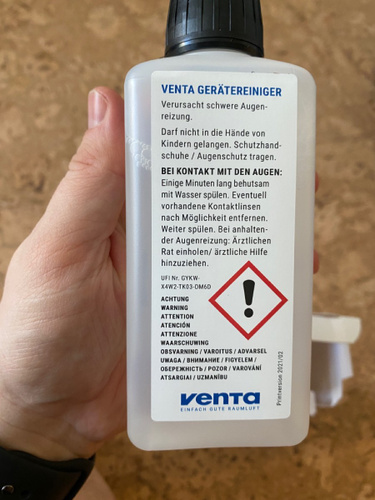 VENTA GERÄTEREINIGER
Verursacht schwere Augen-
reizung.
Darf nicht in die Hände von
Kindern gelangen. Schutzhand-
schuhe / Augenschutz tragen.
BEI KONTAKT MIT DEN AUGEN:
Einige Minuten lang behutsam
mit Wasser spülen. Eventuell
vorhandene Kontaktlinsen
nach Möglichkeit entfernen.
Weiter spülen. Bei anhalten-
der Augenreizung: Ärztlichen
Rat einholen/ ärztliche Hilfe
hinzuziehen.
UFI Nr. GYKW-
X4W2-TK03-DM6D
ACHTUNG
WARNING
ATTENTION
ATENCIÓN
ATTENZIONE
WAARSCHUWING
OBSVARNING / VAROITUS / ADVARSEL
UWAGA / ВНИМАНИЕ / FIGYELEM /
ОБЕРЕЖНІСТЬ / POZOR / VAROVÁNÍ
ATSARGIAI / UZMANĪBU
Printversion 2021/03
venta
EINFACH GUTE RAUMLUFT